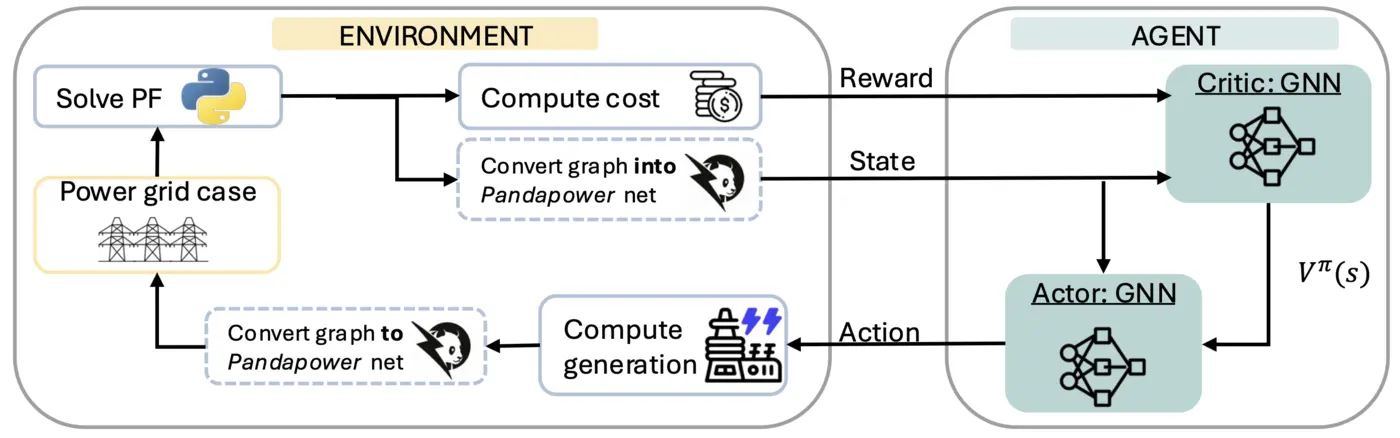 ENVIRONMENT
Solve PF
Compute cost
$
Convert graph into
Pandapower net
Power grid case
Convert graph to
Pandapower net
Compute
generation
Reward
State
Action
AGENT
Critic: GNN
Actor: GNN
V^π(s)